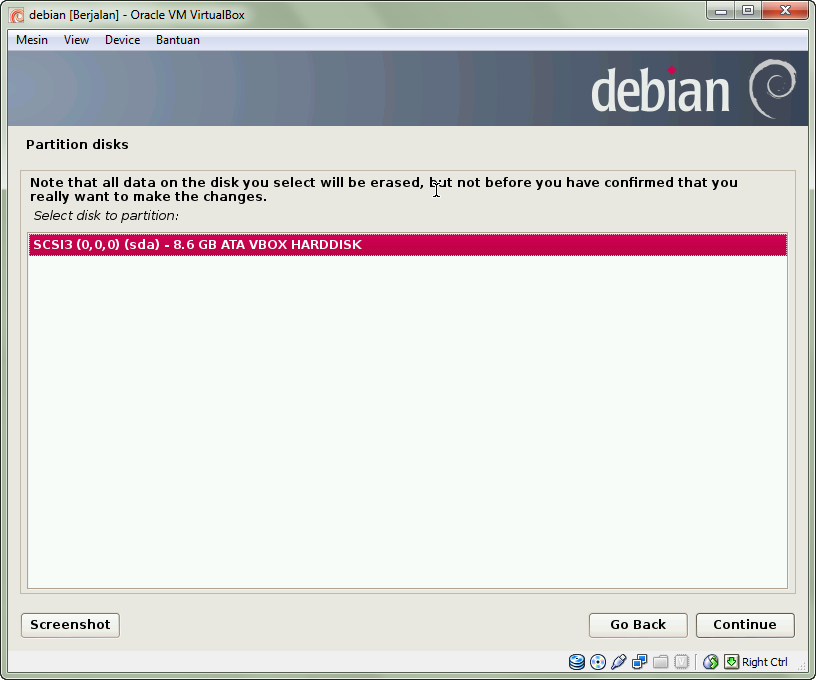 debian [Berjalan] - Oracle VM VirtualBox
Mesin View Device Bantuan
debian
Partition disks
Note that all data on the disk you select will be erased, but not before you have confirmed that you
really want to make the changes.
Select disk to partition:
SCSI3 (0,0,0) (sda) - 8.6 GB ATA VBOX HARDDISK
Screenshot Go Back Continue
Right Ctrl